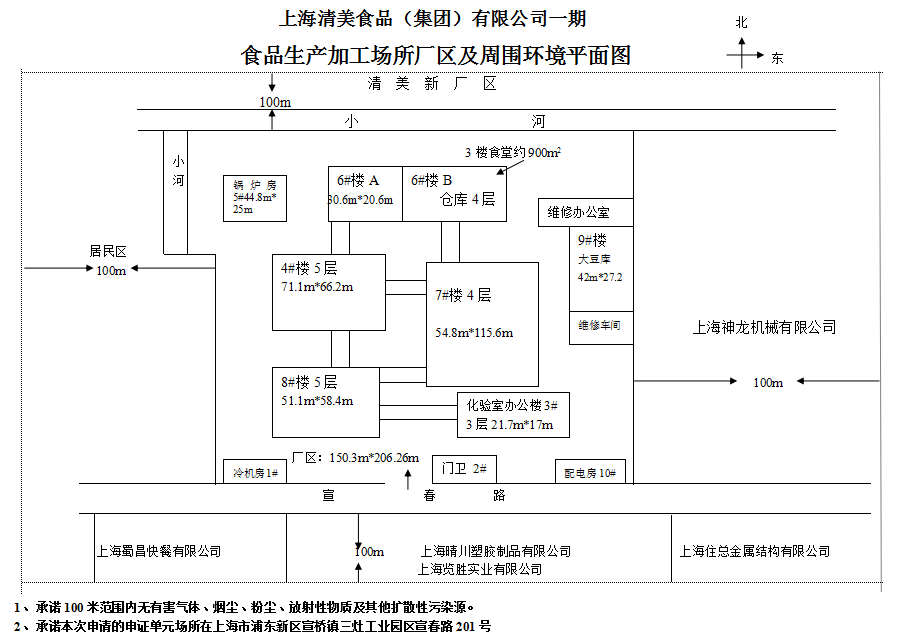 上海清美食品（集团）有限公司一期
食品生产加工场所厂区及周围环境平面图
北
东
清 美 新 厂 区
100m
小 河
小河
3 楼食堂约900m²
锅 炉 房
5#44.8m*
25m
6#楼 A
30.6m*20.6m
6#楼 B
仓库 4 层
维修办公室
9#楼
大豆库
42m*27.2
维修车间
居民区
100m
4#楼 5 层
71.1m*66.2m
7#楼 4 层
54.8m*115.6m
上海神龙机械有限公司
100m
8#楼 5 层
51.1m*58.4m
化验室办公楼 3#
3 层 21.7m*17m
厂区：150.3m*206.26m
冷机房 1#
门卫 2#
配电房 10#
宣 春 路
上海蜀昌快餐有限公司
100m
上海晴川塑胶制品有限公司
上海览胜实业有限公司
上海住总金属结构有限公司
1、承诺 100 米范围内无有害气体、烟尘、粉尘、放射性物质及其他扩散性污染源。
2、承诺本次申请的申证单元场所在上海市浦东新区宣桥镇三灶工业园区宣春路 201 号